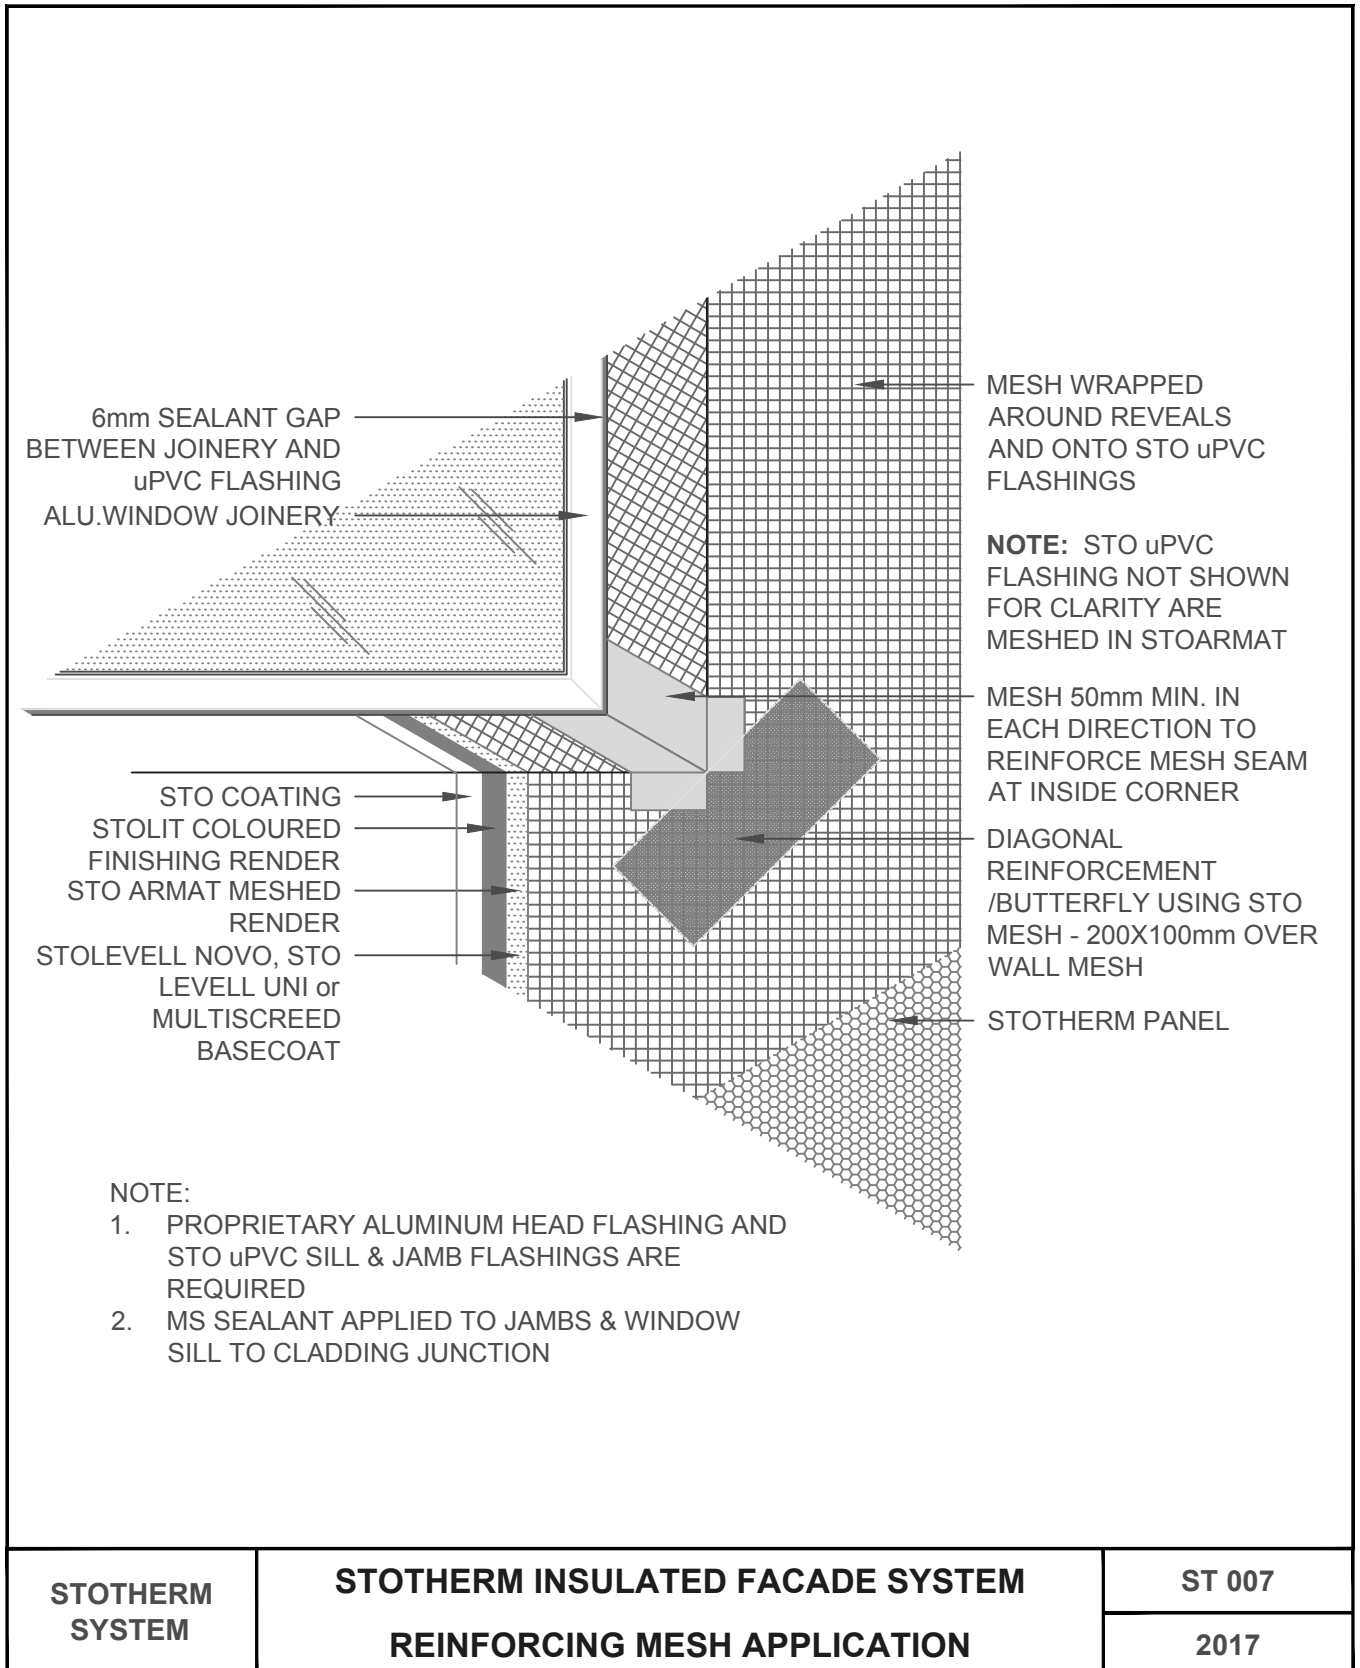 6mm SEALANT GAP
BETWEEN JOINERY AND
uPVC FLASHING
ALU.WINDOW JOINERY
STO COATING
STOLIT COLOURED
FINISHING RENDER
STO ARMAT MESHED
RENDER
STOLEVELL NOVO, STO
LEVELL UNI or
MULTISCREED
BASECOAT
MESH WRAPPED
AROUND REVEALS
AND ONTO STO uPVC
FLASHINGS
NOTE: STO uPVC
FLASHING NOT SHOWN
FOR CLARITY ARE
MESHED IN STOARMAT
MESH 50mm MIN. IN
EACH DIRECTION TO
REINFORCE MESH SEAM
AT INSIDE CORNER
DIAGONAL
REINFORCEMENT
/BUTTERFLY USING STO
MESH - 200X100mm OVER
WALL MESH
STOTHERM PANEL
NOTE:
1. PROPRIETARY ALUMINUM HEAD FLASHING AND
STO uPVC SILL & JAMB FLASHINGS ARE
REQUIRED
2. MS SEALANT APPLIED TO JAMBS & WINDOW
SILL TO CLADDING JUNCTION
STOTHERM
SYSTEM
STOTHERM INSULATED FACADE SYSTEM
REINFORCING MESH APPLICATION
ST 007
2017